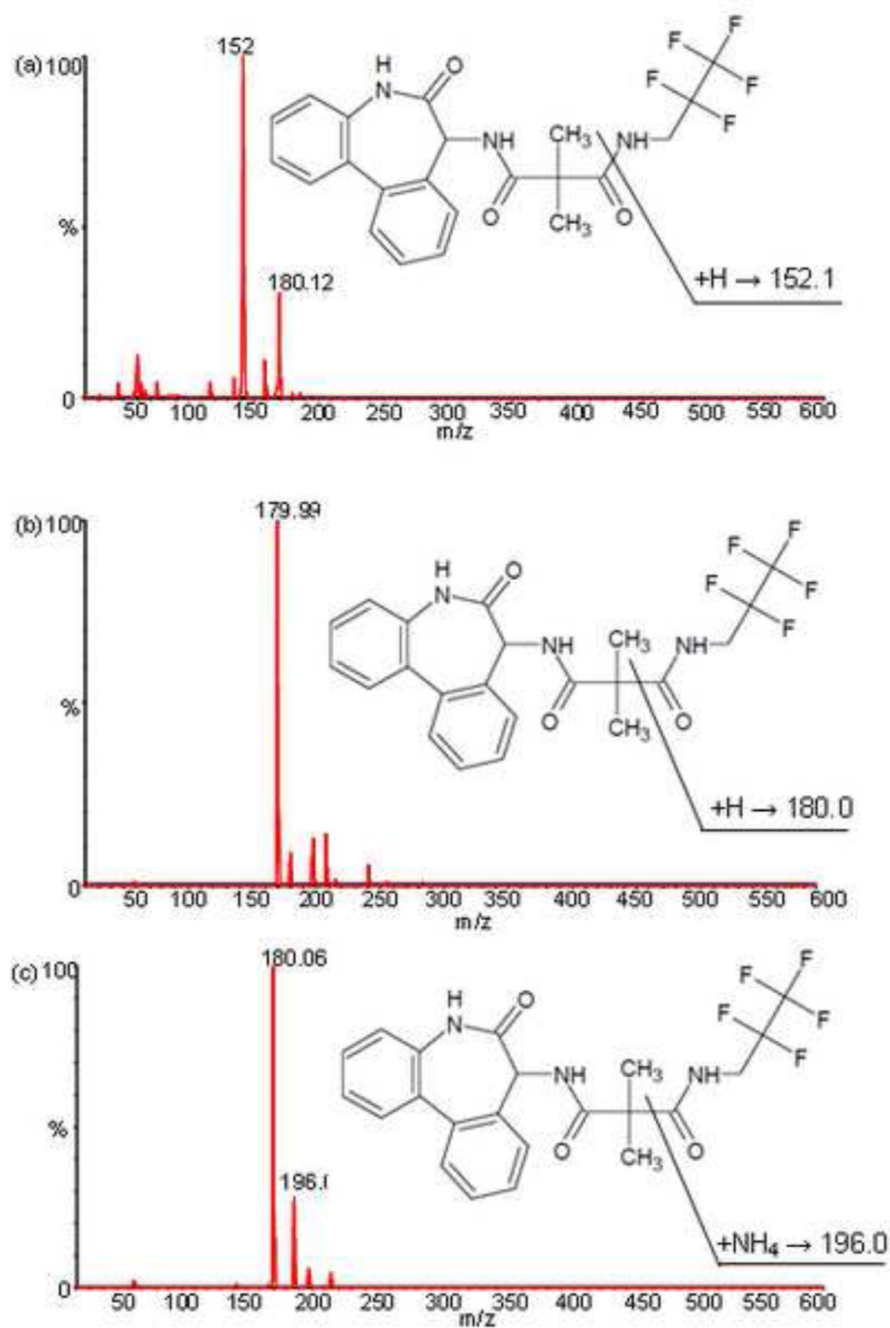 152
(a) 100
180.12
%
0
50 100 150 200 250 300 350 400 450 500 550 600
m/z
H
N
O
NH
CH₃
O
CH₃
O
NH
F
F
F
F
F
+H → 152.1
179.99
(b) 100
%
0
50 100 150 200 250 300 350 400 450 500 550 600
m/z
H
N
O
NH
CH₃
O
CH₃
O
NH
F
F
F
F
F
+H → 180.0
180.06
(c) 100
196.
%
0
50 100 150 200 250 300 350 400 450 500 550 600
m/z
H
N
O
NH
CH₃
O
CH₃
O
NH
F
F
F
F
F
+NH₄ → 196.0